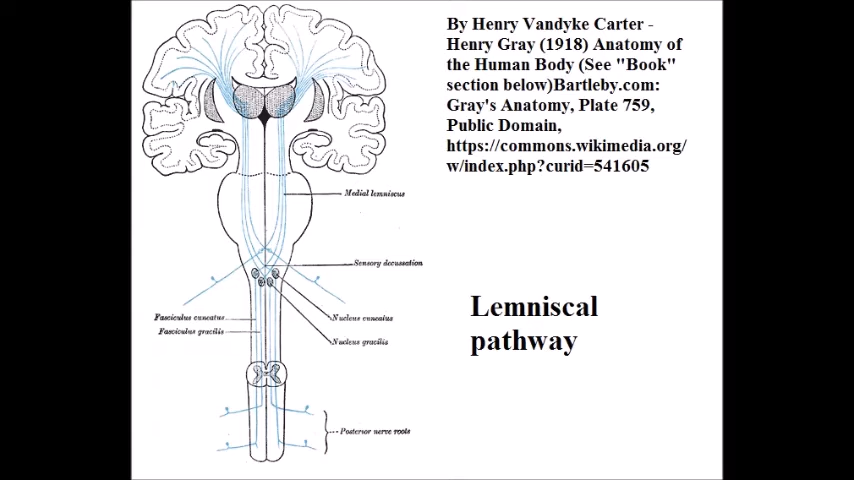 By Henry Vandyke Carter -
Henry Gray (1918) Anatomy of
the Human Body (See "Book"
section below)Bartleby.com:
Gray's Anatomy, Plate 759,
Public Domain,
https://commons.wikimedia.org/
w/index.php?curid=541605
Medial lemniscus
Sensory decussation
Fasciculus cuneatus
Fasciculus gracilis
Nucleus cuneatus
Nucleus gracilis
Lemniscal
pathway
Posterior nerve roots